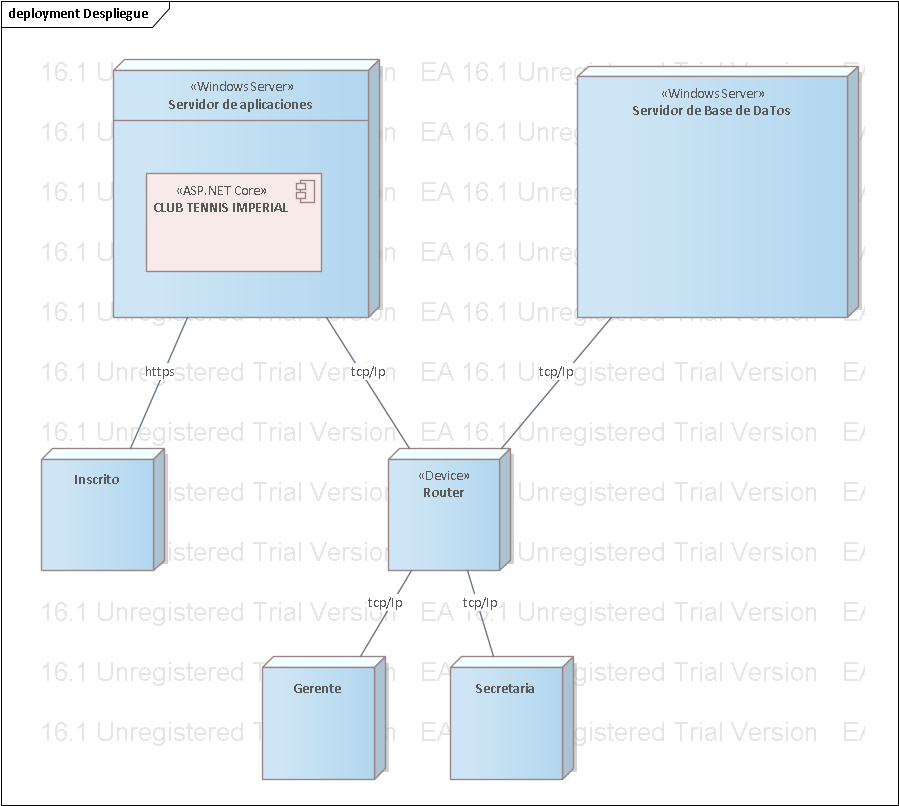 deployment Despliegue
16.1 Unregistered Trial Version EA 16.1 Unregistered Trial Version EA
«Windows Server»
Servidor de aplicaciones
«Windows Server»
Servidor de Base de DaTos
«ASP.NET Core»
CLUB TENNIS IMPERIAL
https
tcp/Ip
tcp/Ip
Inscrito
«Device»
Router
tcp/Ip
tcp/Ip
Gerente
Secretaria